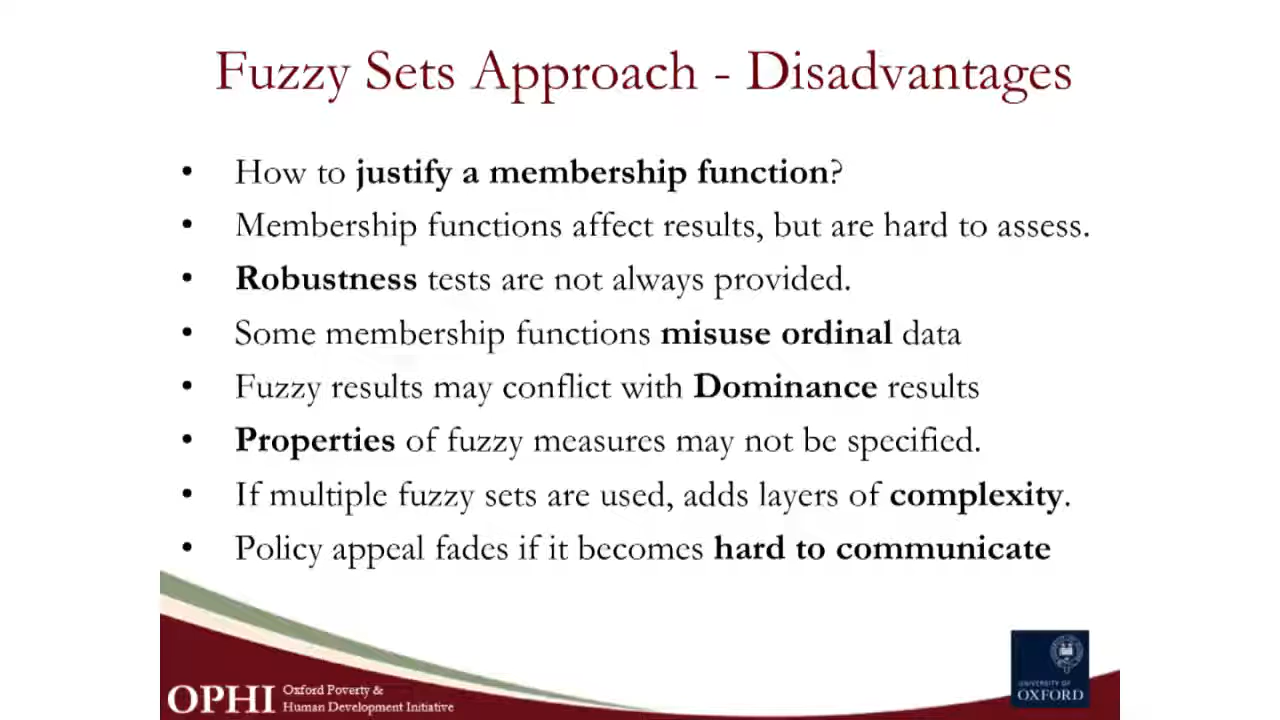 Fuzzy Sets Approach - Disadvantages
• How to justify a membership function?
• Membership functions affect results, but are hard to assess.
• Robustness tests are not always provided.
• Some membership functions misuse ordinal data
• Fuzzy results may conflict with Dominance results
• Properties of fuzzy measures may not be specified.
• If multiple fuzzy sets are used, adds layers of complexity.
• Policy appeal fades if it becomes hard to communicate
OPHI
Oxford Poverty &
Human Development Initiative
UNIVERSITY OF
OXFORD